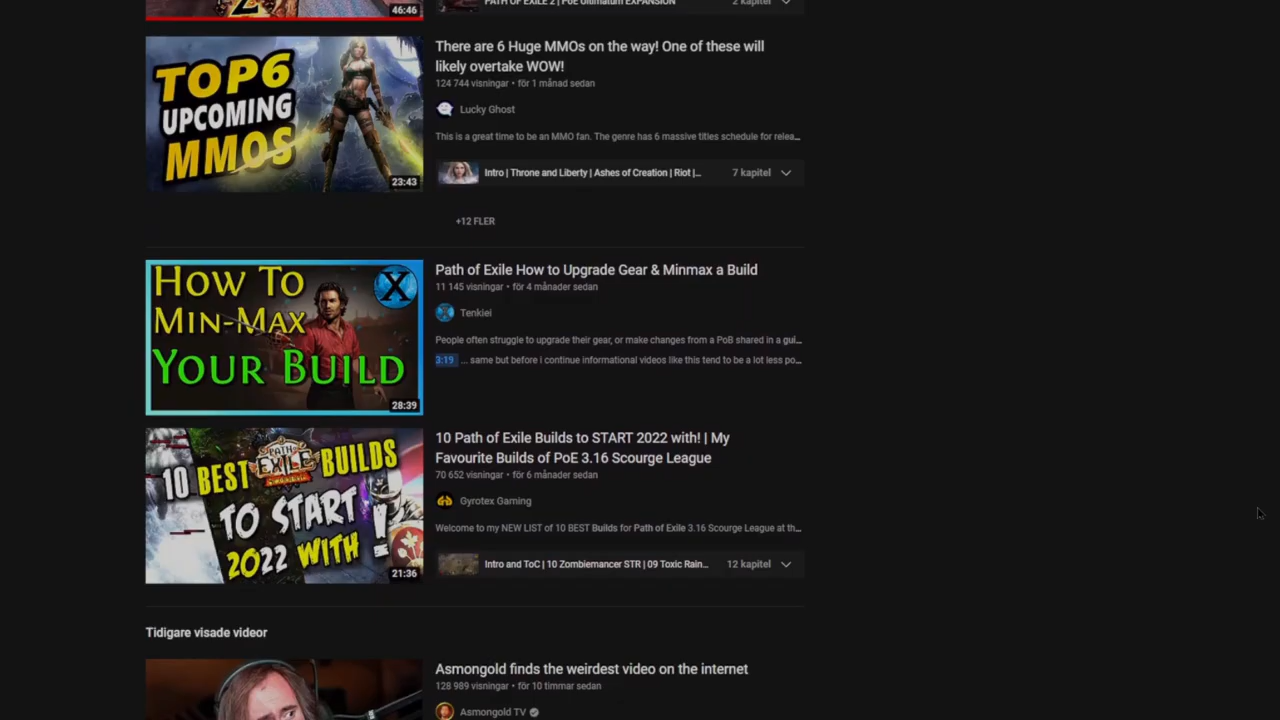 46:46
PATH OF EXILE 2 | PoE Ultimatum EXPANSION
2 kapitel
TOP6
UPCOMING
MMOS
23:43
There are 6 Huge MMOs on the way! One of these will
likely overtake WOW!
124 744 visningar • för 1 månad sedan
Lucky Ghost
This is a great time to be an MMO fan. The genre has 6 massive titles schedule for relea...
Intro | Throne and Liberty | Ashes of Creation | Riot |...
7 kapitel
+12 FLER
HOW TO
MIN-MAX
YOUR BUILD
X
28:39
Path of Exile How to Upgrade Gear & Minmax a Build
11 145 visningar • för 4 månader sedan
Tenkiei
People often struggle to upgrade their gear, or make changes from a PoB shared in a gui...
3:19 ... same but before i continue informational videos like this tend to be a lot less po...
10 BEST PATH OF EXILE BUILDS
TO START
2022 WITH!
21:36
10 Path of Exile Builds to START 2022 with! | My
Favourite Builds of PoE 3.16 Scourge League
70 652 visningar • för 6 månader sedan
Gyrotex Gaming
Welcome to my NEW LIST of 10 BEST Builds for Path of Exile 3.16 Scourge League at th...
Intro and ToC | 10 Zombiemancer STR | 09 Toxic Rain...
12 kapitel
Tidigare visade videor
Asmongold finds the weirdest video on the internet
128 989 visningar • för 10 timmar sedan
Asmongold TV